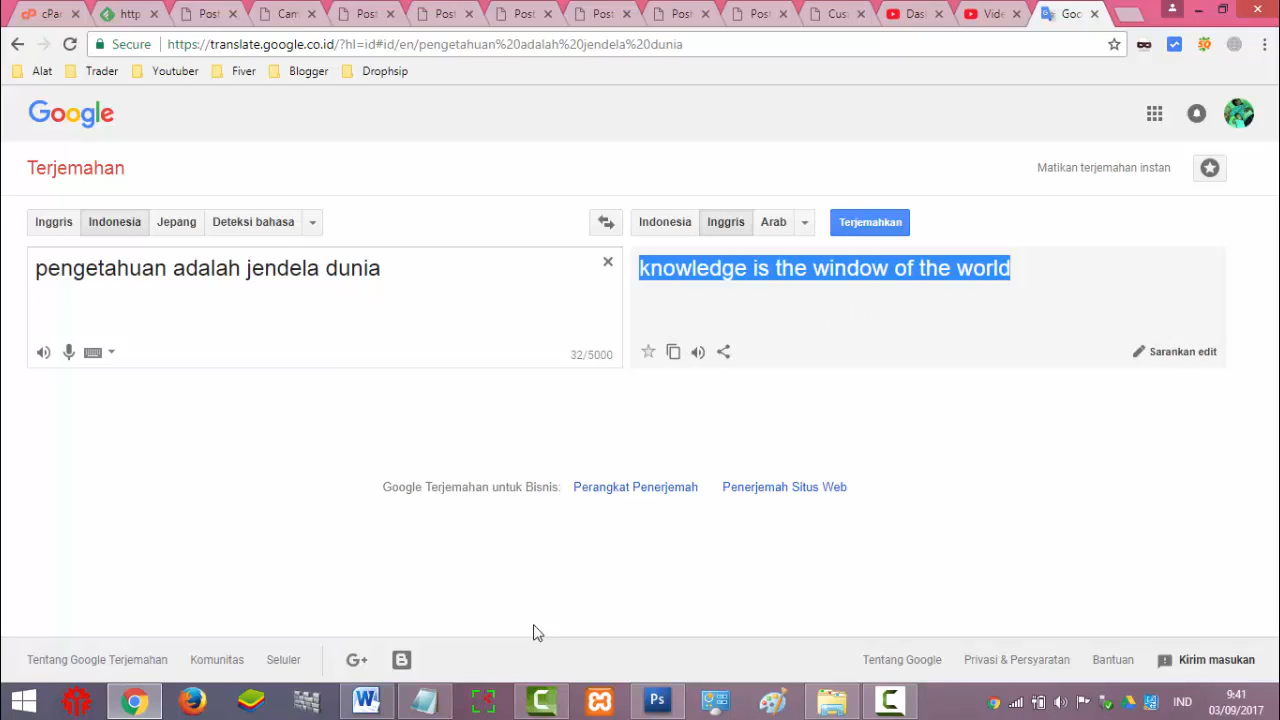 cPa
http
Post
Cam
Post
Post
Post
Post
Post
Post
Cus
Das
Vide
Goo
Secure
https://translate.google.co.id/?hl=id#id/en/pengetahuan%20adalah%20jendela%20dunia
Alat Trader Youtuber Fiver Blogger Drophsip
Google
Terjemahan
Matikan terjemahan instan
Inggris Indonesia Jepang Deteksi bahasa
Indonesia Inggris Arab Terjemahkan
pengetahuan adalah jendela dunia
knowledge is the window of the world
32/5000
Sarankan edit
Google Terjemahan untuk Bisnis: Perangkat Penerjemah Penerjemah Situs Web
Tentang Google Terjemahan Komunitas Seluler G+
Tentang Google Privasi & Persyaratan Bantuan Kirim masukan
IND
9:41
03/09/2017